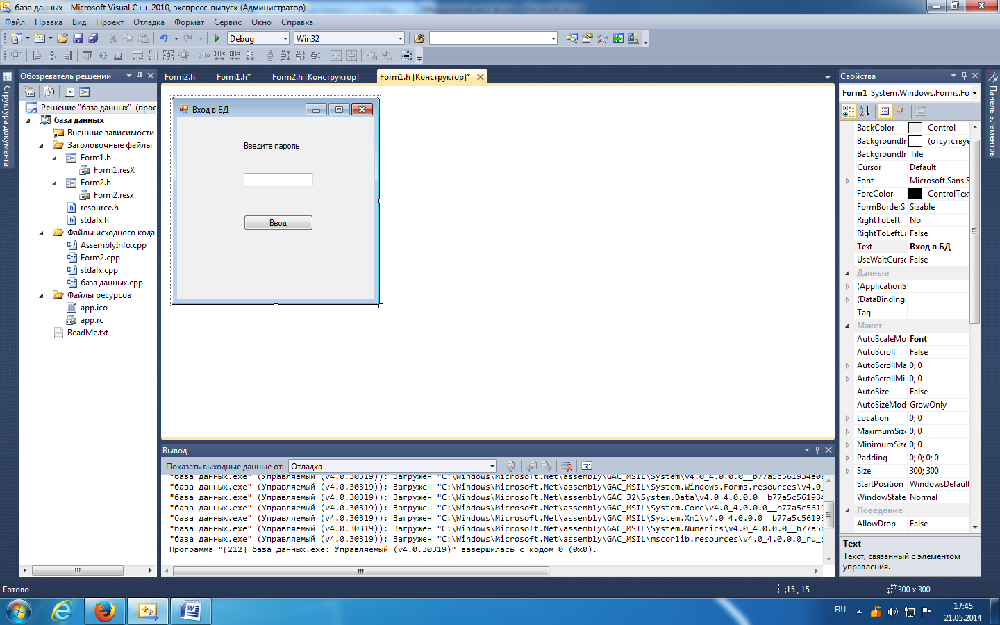 база данных - Microsoft Visual C++ 2010, экспресс-выпуск (Администратор)
Файл Правка Вид Проект Отладка Формат Сервис Окно Справка
Debug Win32
Структура документа
Обозреватель решений
Решение "база данных" (прое
база данных
Внешние зависимости
Заголовочные файлы
Form1.h
Form1.resX
Form2.h
Form2.resx
resource.h
stdafx.h
Файлы исходного кода
AssemblyInfo.cpp
Form2.cpp
stdafx.cpp
база данных.cpp
Файлы ресурсов
app.ico
app.rc
ReadMe.txt
Form2.h Form1.h* Form2.h [Конструктор] Form1.h [Конструктор]*
Вход в БД
Введите пароль
Ввод
Вывод
Показать выходные данные от: Отладка
"база данных.exe" (Управляемый (v4.0.30319)): Загружен "C:\Windows\Microsoft.Net\assembly\GAC_MSIL\System\v4.0_4.0.0.0__b77a5c561934e08
"база данных.exe" (Управляемый (v4.0.30319)): Загружен "C:\Windows\Microsoft.Net\assembly\GAC_MSIL\System.Windows.Forms.resources\v4.0_
"база данных.exe" (Управляемый (v4.0.30319)): Загружен "C:\Windows\Microsoft.Net\assembly\GAC_32\System.Data\v4.0_4.0.0.0__b77a5c561934
"база данных.exe" (Управляемый (v4.0.30319)): Загружен "C:\Windows\Microsoft.Net\assembly\GAC_MSIL\System.Core\v4.0_4.0.0.0__b77a5c5619
"база данных.exe" (Управляемый (v4.0.30319)): Загружен "C:\Windows\Microsoft.Net\assembly\GAC_MSIL\System.Xml\v4.0_4.0.0.0__b77a5c56193
"база данных.exe" (Управляемый (v4.0.30319)): Загружен "C:\Windows\Microsoft.Net\assembly\GAC_MSIL\System.Numerics\v4.0_4.0.0.0__b77a5c
"база данных.exe" (Управляемый (v4.0.30319)): Загружен "C:\Windows\Microsoft.Net\assembly\GAC_MSIL\mscorlib.resources\v4.0_4.0.0.0_ru_b
Программа "[212] база данных.exe: Управляемый (v4.0.30319)" завершилась с кодом 0 (0x0).
Свойства
Form1 System.Windows.Forms.Fo
BackColor Control
BackgroundIr (отсутствуе
BackgroundIr Tile
Cursor Default
Font Microsoft Sans S
ForeColor ControlTex
FormBorderSt Sizable
RightToLeft No
RightToLeftLa False
Text Вход в БД
UseWaitCursc False
Данные
(ApplicationS
(DataBindings
Tag
Макет
AutoScaleMo Font
AutoScroll False
AutoScrollMa 0; 0
AutoScrollMir 0; 0
AutoSize False
AutoSizeMod GrowOnly
Location 0; 0
MaximumSize 0; 0
MinimumSize 0; 0
Padding 0; 0; 0; 0
Size 300; 300
StartPosition WindowsDefault
WindowState Normal
Поведение
AllowDrop False
Text
Текст, связанный с элементом
управления.
Панель элементов
Готово 15 , 15 300 x 300
RU 17:45
21.05.2014